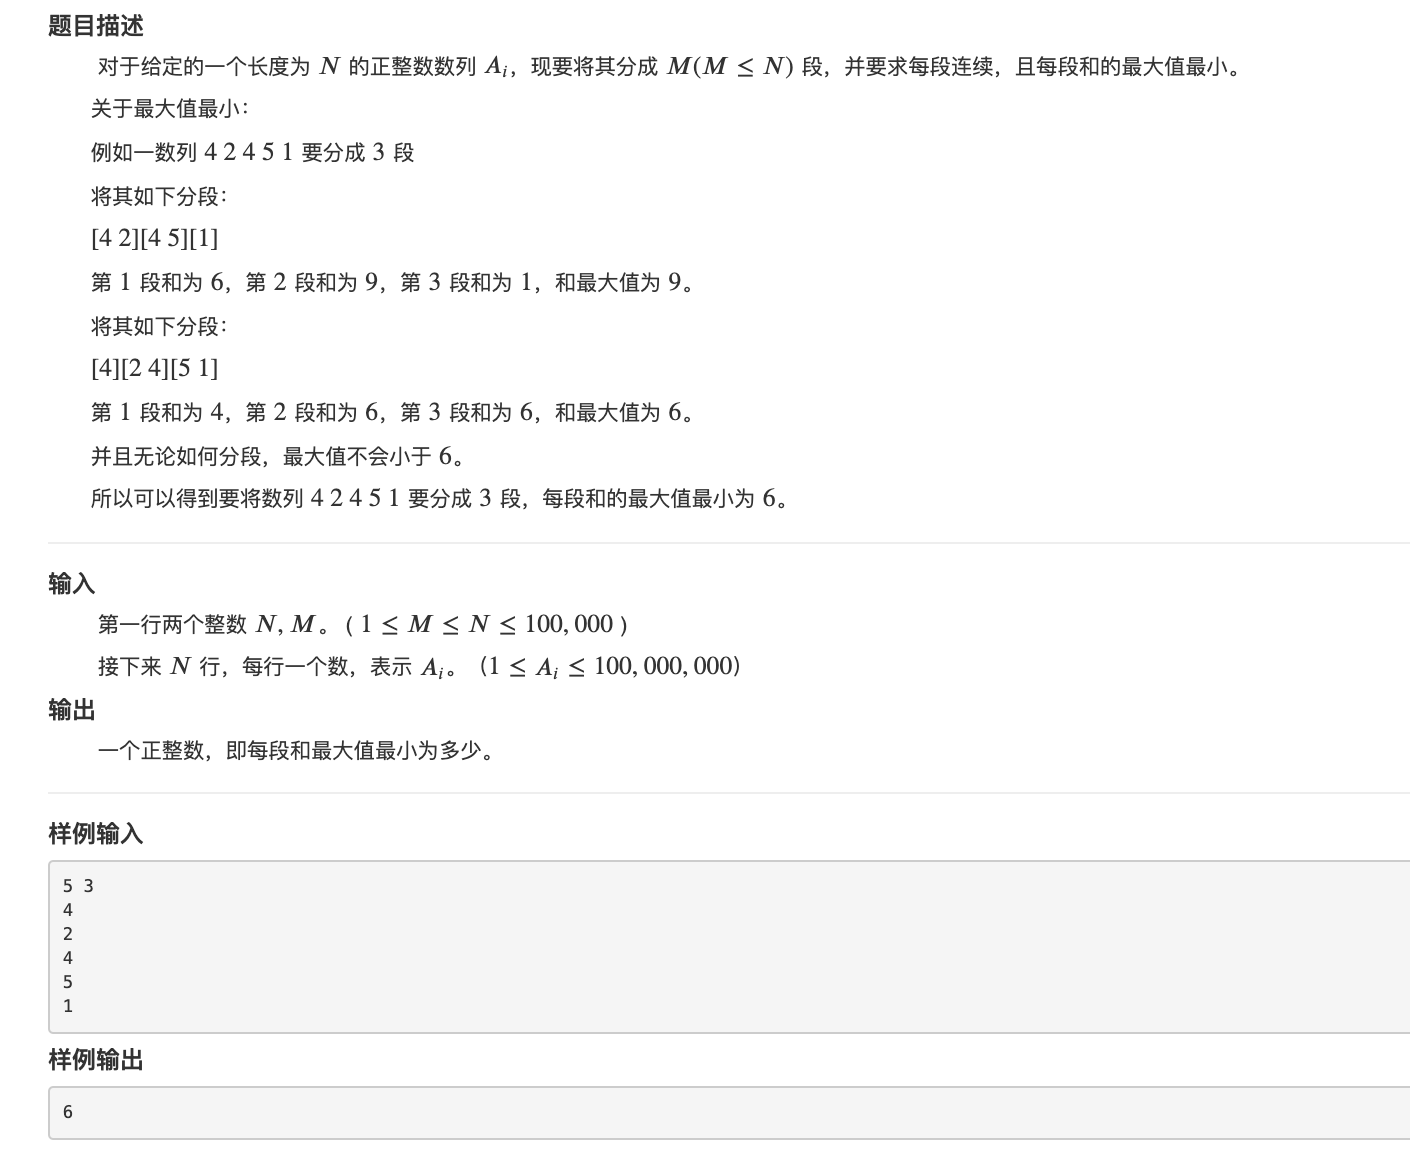 题目描述
对于给定的一个长度为 N 的正整数数列 Aᵢ，现要将其分成 M(M ≤ N) 段，并要求每段连续，且每段和的最大值最小。
关于最大值最小：
例如一数列 4 2 4 5 1 要分成 3 段
将其如下分段：
[4 2][4 5][1]
第 1 段和为 6，第 2 段和为 9，第 3 段和为 1，和最大值为 9。
将其如下分段：
[4][2 4][5 1]
第 1 段和为 4，第 2 段和为 6，第 3 段和为 6，和最大值为 6。
并且无论如何分段，最大值不会小于 6。
所以可以得到要将数列 4 2 4 5 1 要分成 3 段，每段和的最大值最小为 6。
输入
第一行两个整数 N, M。( 1 ≤ M ≤ N ≤ 100,000 )
接下来 N 行，每行一个数，表示 Aᵢ。（1 ≤ Aᵢ ≤ 100,000,000）
输出
一个正整数，即每段和最大值最小为多少。
样例输入
5 3
4
2
4
5
1
样例输出
6